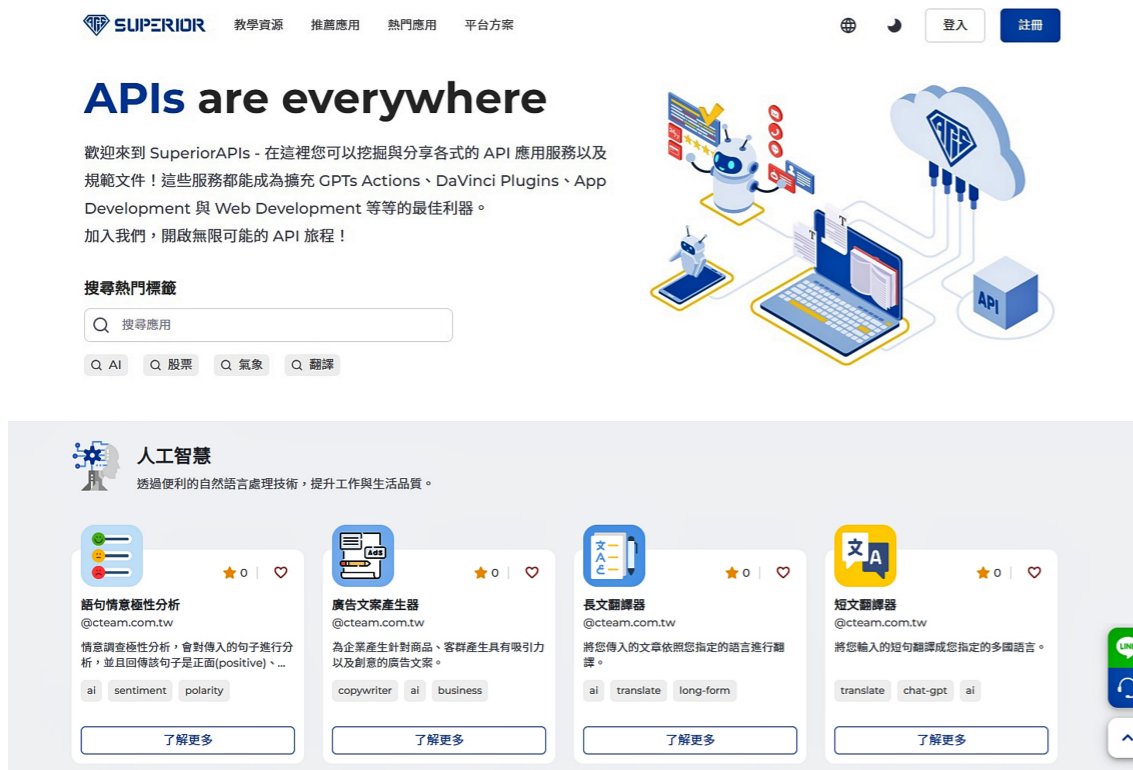 SUPERIOR 教學資源 推薦應用 熱門應用 平台方案 登入 註冊
APIs are everywhere
歡迎來到 SuperiorAPIs - 在這裡您可以挖掘與分享各式的 API 應用服務以及
規範文件！這些服務都能成為擴充 GPTs Actions、DaVinci Plugins、App
Development 與 Web Development 等等的最佳利器。
加入我們，開啟無限可能的 API 旅程！
搜尋熱門標籤
搜尋應用
AI 股票 氣象 翻譯
API
人工智慧
透過便利的自然語言處理技術，提升工作與生活品質。
0
語句情意極性分析
@cteam.com.tw
情意調查極性分析，會對傳入的句子進行分
析，並且回傳該句子是正面(positive)、...
ai sentiment polarity
了解更多
Ads
0
廣告文案產生器
@cteam.com.tw
為企業產生針對商品、客群產生具有吸引力
以及創意的廣告文案。
copywriter ai business
了解更多
0
長文翻譯器
@cteam.com.tw
將您傳入的文章依照您指定的語言進行翻
譯。
ai translate long-form
了解更多
文 A
0
短文翻譯器
@cteam.com.tw
將您輸入的短句翻譯成您指定的多國語言。
translate chat-gpt ai
了解更多